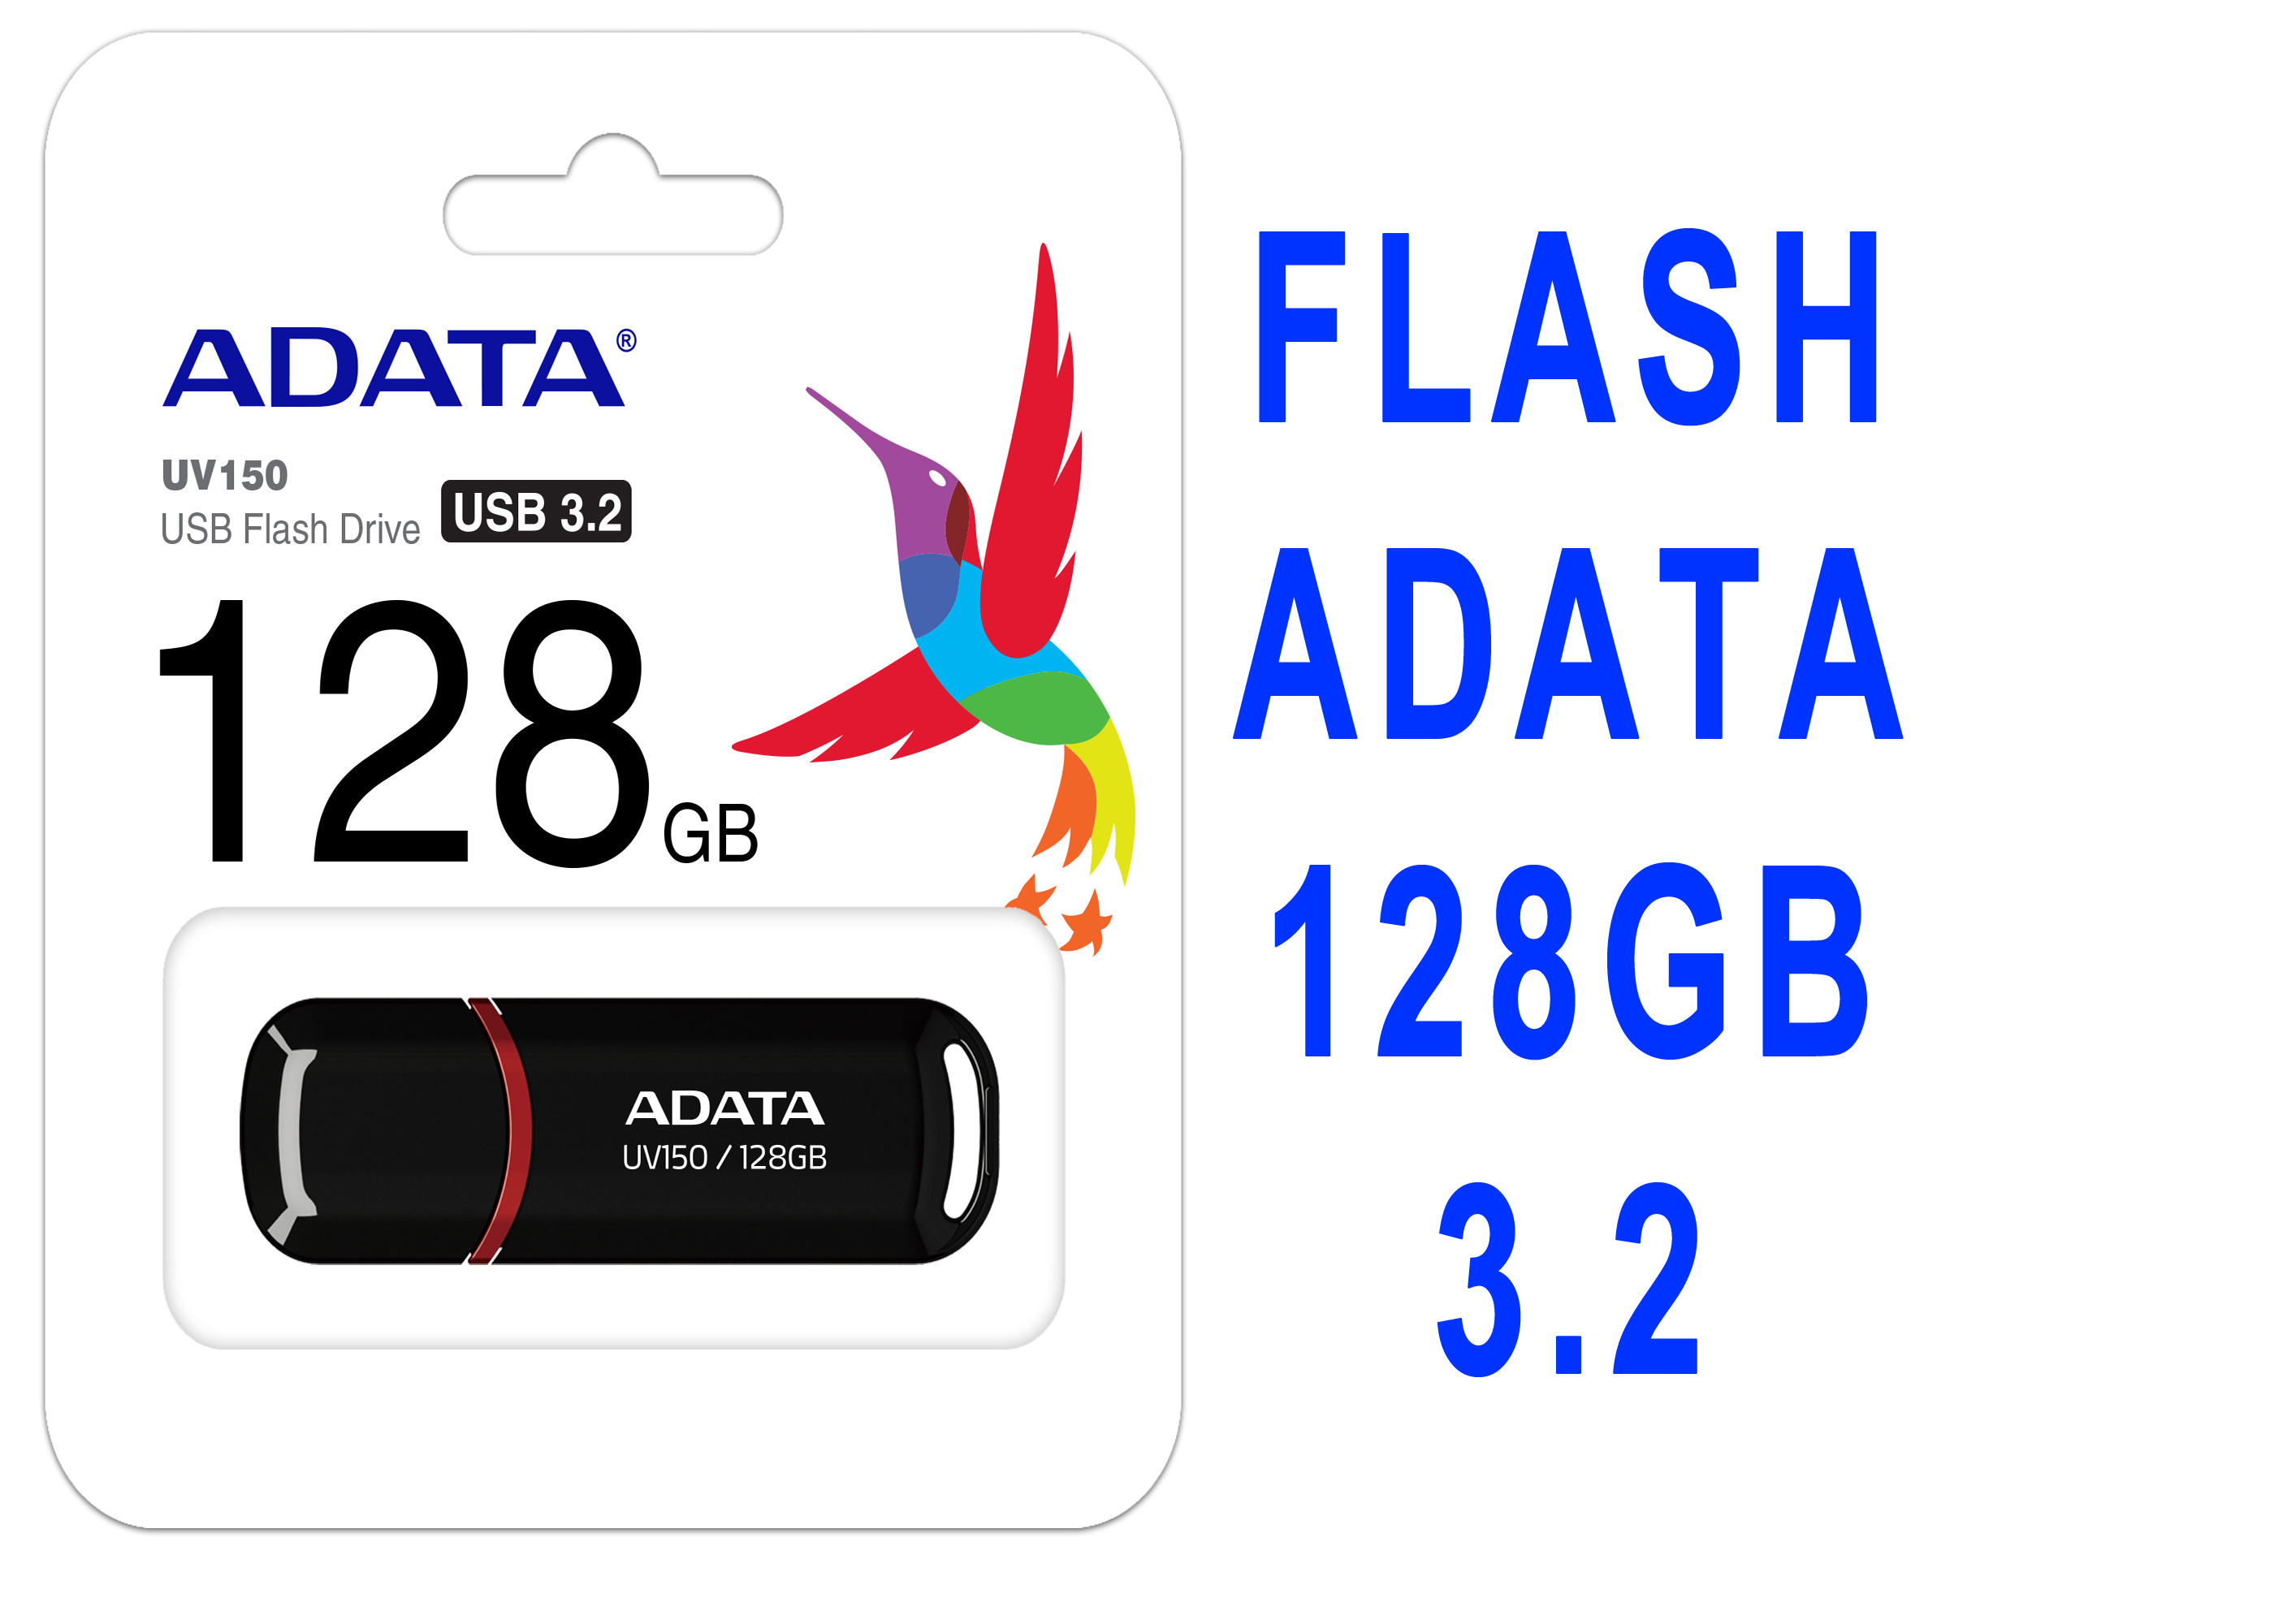 ADATA®
UV150
USB Flash Drive USB 3.2
128GB
ADATA
UV150 / 128GB
FLASH
ADATA
128GB
3.2